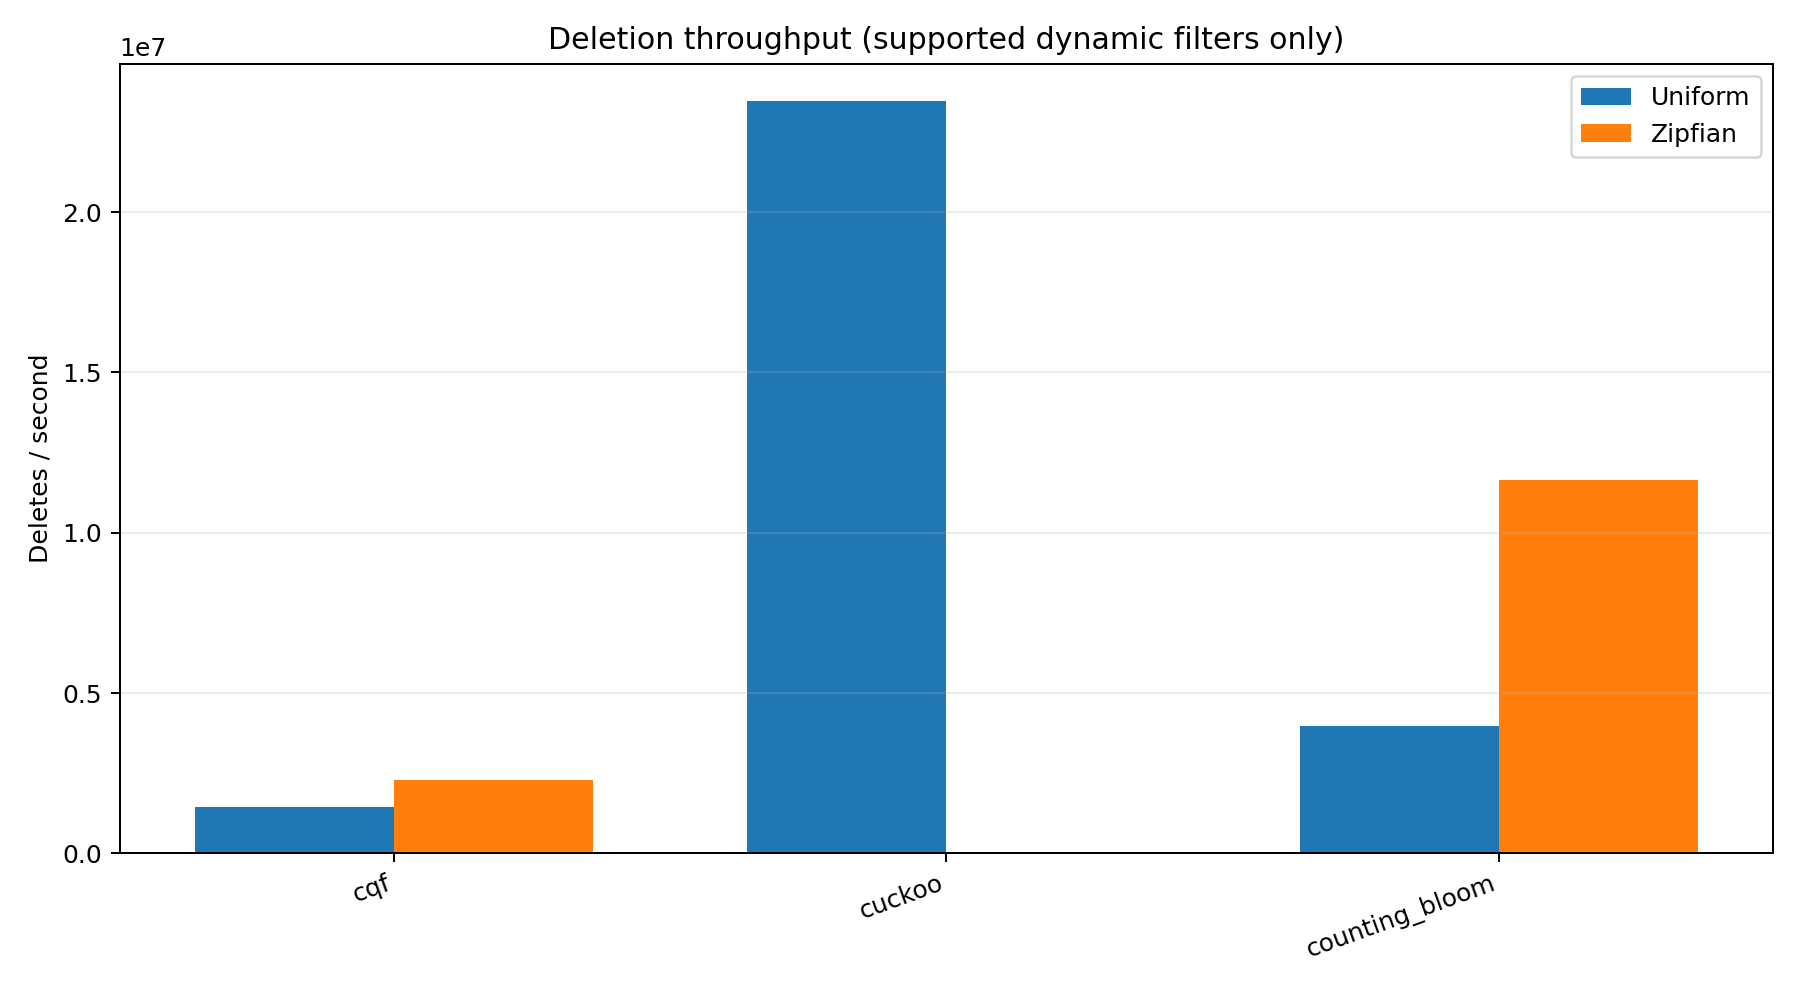 Deletion throughput (supported dynamic filters only)
1e7
Uniform
Zipfian
2.0
1.5
1.0
0.5
0.0
Deletes / second
cqf
cuckoo
counting_bloom